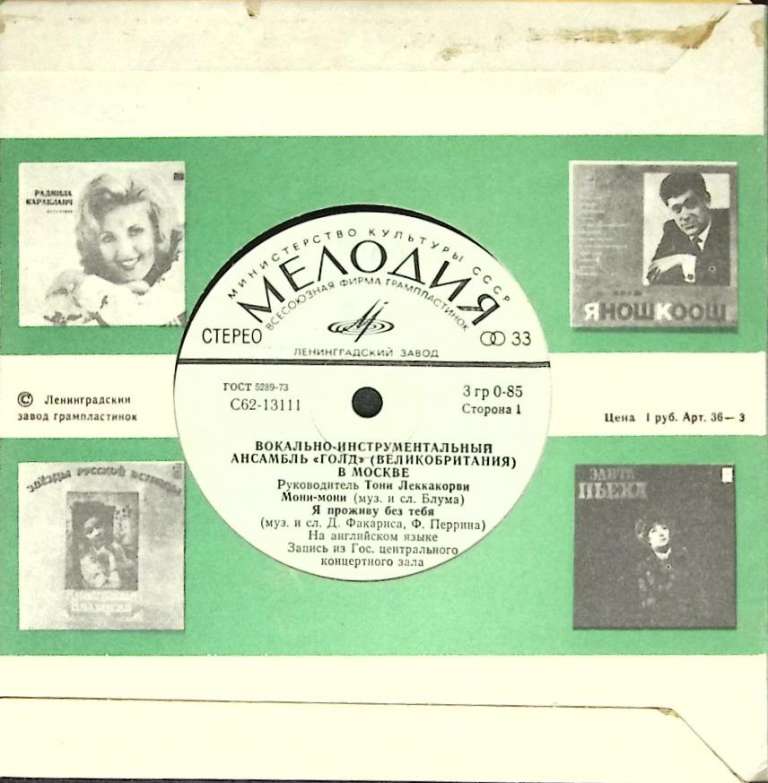 РАДМИЛА
КАРАКЛАИЧ
ЯНОШ КООШ
МИНИСТЕРСТВО КУЛЬТУРЫ СССР
МЕЛОДИЯ
ВСЕСОЮЗНАЯ ФИРМА ГРАМПЛАСТИНОК
СТЕРЕО
33
ЛЕНИНГРАДСКИЙ ЗАВОД
ГОСТ 5289-73
3 гр 0-85
С62-13111
Сторона 1
© Ленинградский
завод грампластинок
Цена 1 руб. Арт. 36—3
ВОКАЛЬНО-ИНСТРУМЕНТАЛЬНЫЙ
АНСАМБЛЬ «ГОЛД» (ВЕЛИКОБРИТАНИЯ)
В МОСКВЕ
Руководитель Тони Леккакорви
Мони-мони (муз. и сл. Блума)
Я проживу без тебя
(муз. и сл. Д. Факариса, Ф. Перрина)
На английском языке
Запись из Гос. центрального
концертного зала
ЗВЁЗДЫ РУССКОЙ ЭСТРАДЫ
ЭДИТА
ПЬЕХА